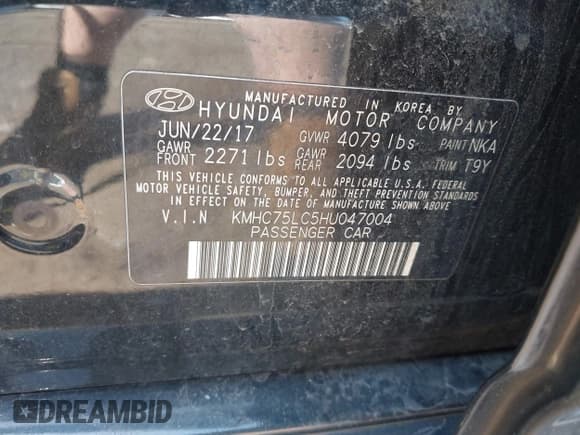 MANUFACTURED IN KOREA BY
HYUNDAI MOTOR COMPANY
JUN/22/17 GVWR 4079 lbs PAINT NKA
GAWR FRONT 2271 lbs GAWR REAR 2094 lbs TRIM T9Y
THIS VEHICLE CONFORMS TO ALL APPLICABLE U.S.A. FEDERAL
MOTOR VEHICLE SAFETY, BUMPER, AND THEFT PREVENTION STANDARDS
IN EFFECT ON THE DATE OF MANUFACTURE SHOWN ABOVE.
V.I.N KMHC75LC5HU047004
PASSENGER CAR
DREAMBID